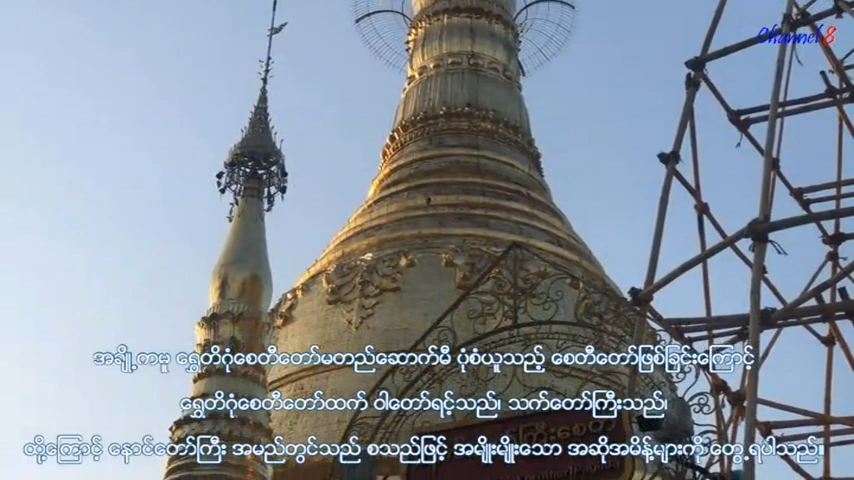 Channel 8
အချို့ကမူ ရွှေတိဂုံစေတီတော်မတည်ဆောက်မီ ပုံစံယူသည့် စေတီတော်ဖြစ်ခြင်းကြောင့်
ရွှေတိဂုံစေတီတော်ထက် ဝါတော်ရင့်သည်၊ သက်တော်ကြီးသည်၊
ထို့ကြောင့် နောင်တော်ကြီး အမည်တွင်သည် စသည်ဖြင့် အမျိုးမျိုးသော အဆိုအမိန့်များကို တွေ့ရပါသည်။